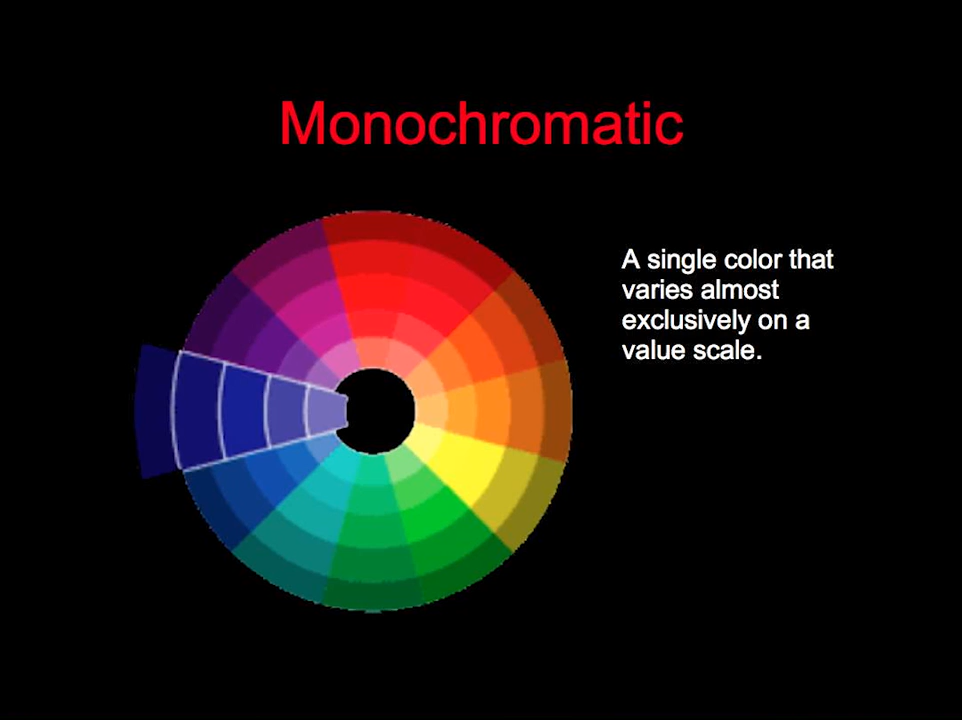 Monochromatic
A single color that
varies almost
exclusively on a
value scale.